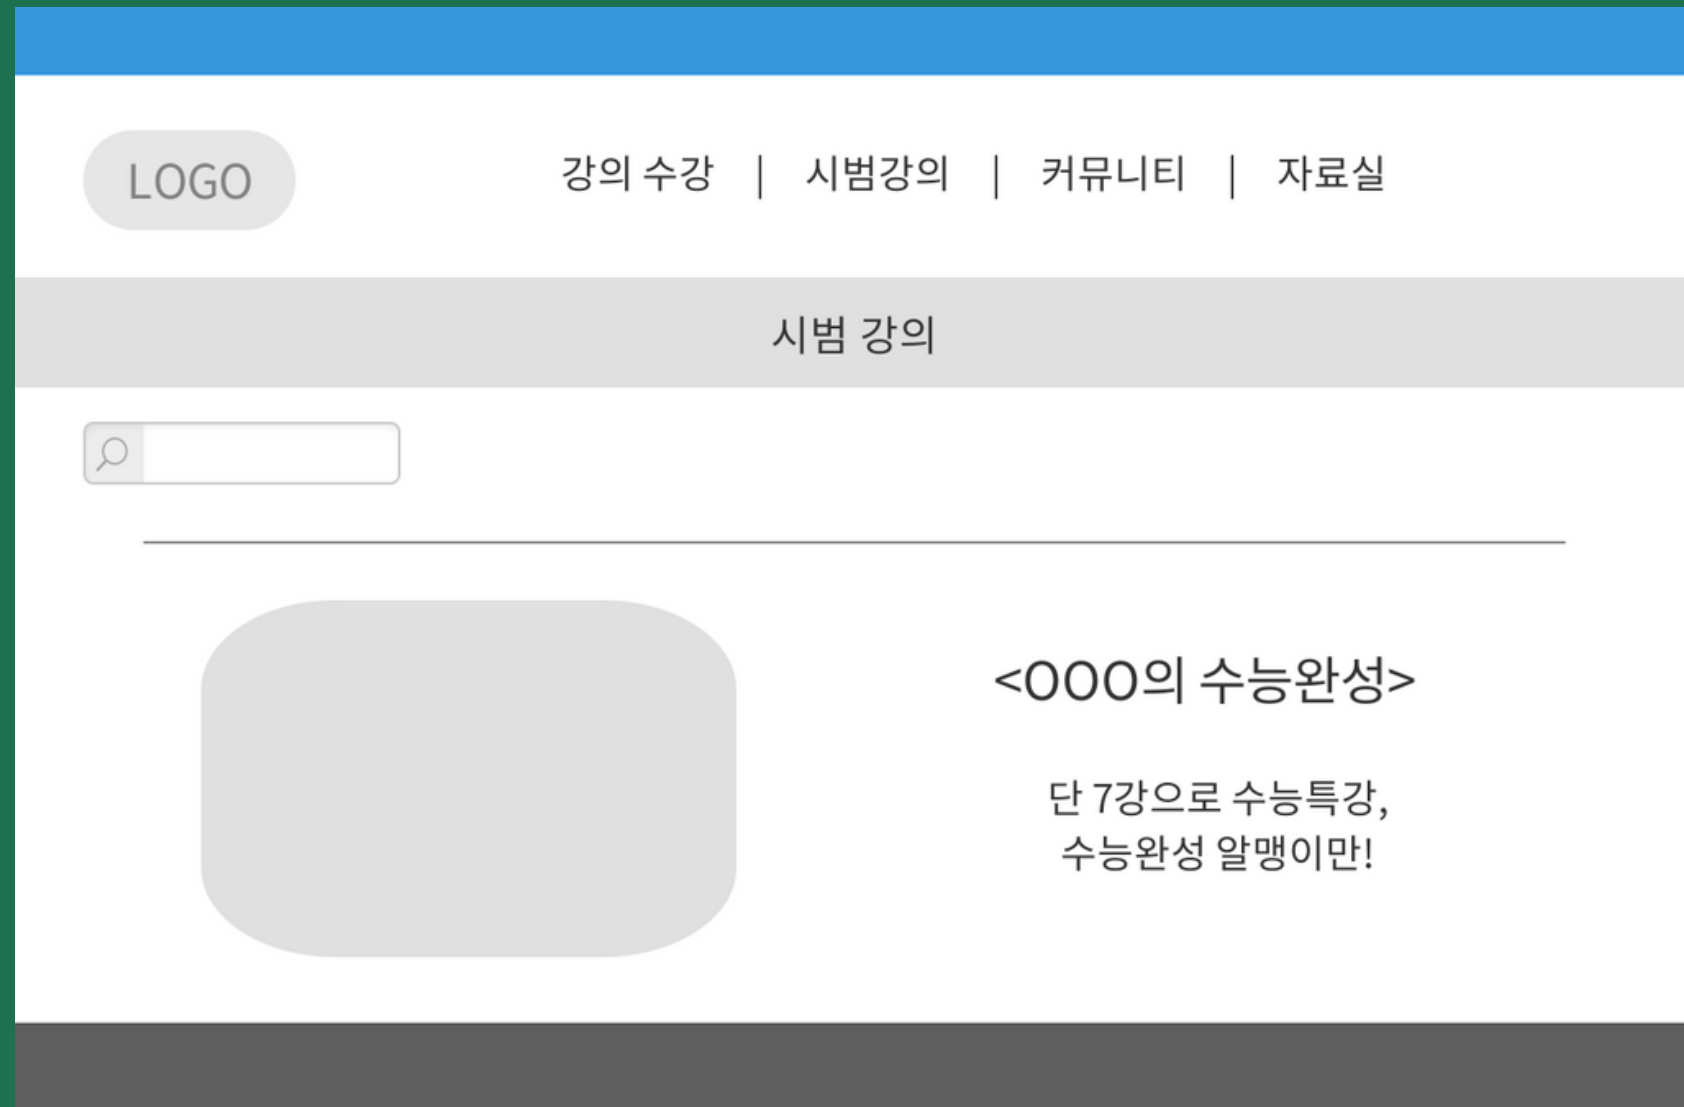 LOGO
강의 수강 | 시범강의 | 커뮤니티 | 자료실
시범 강의
<OOO의 수능완성>
단 7강으로 수능특강,
수능완성 알맹이만!